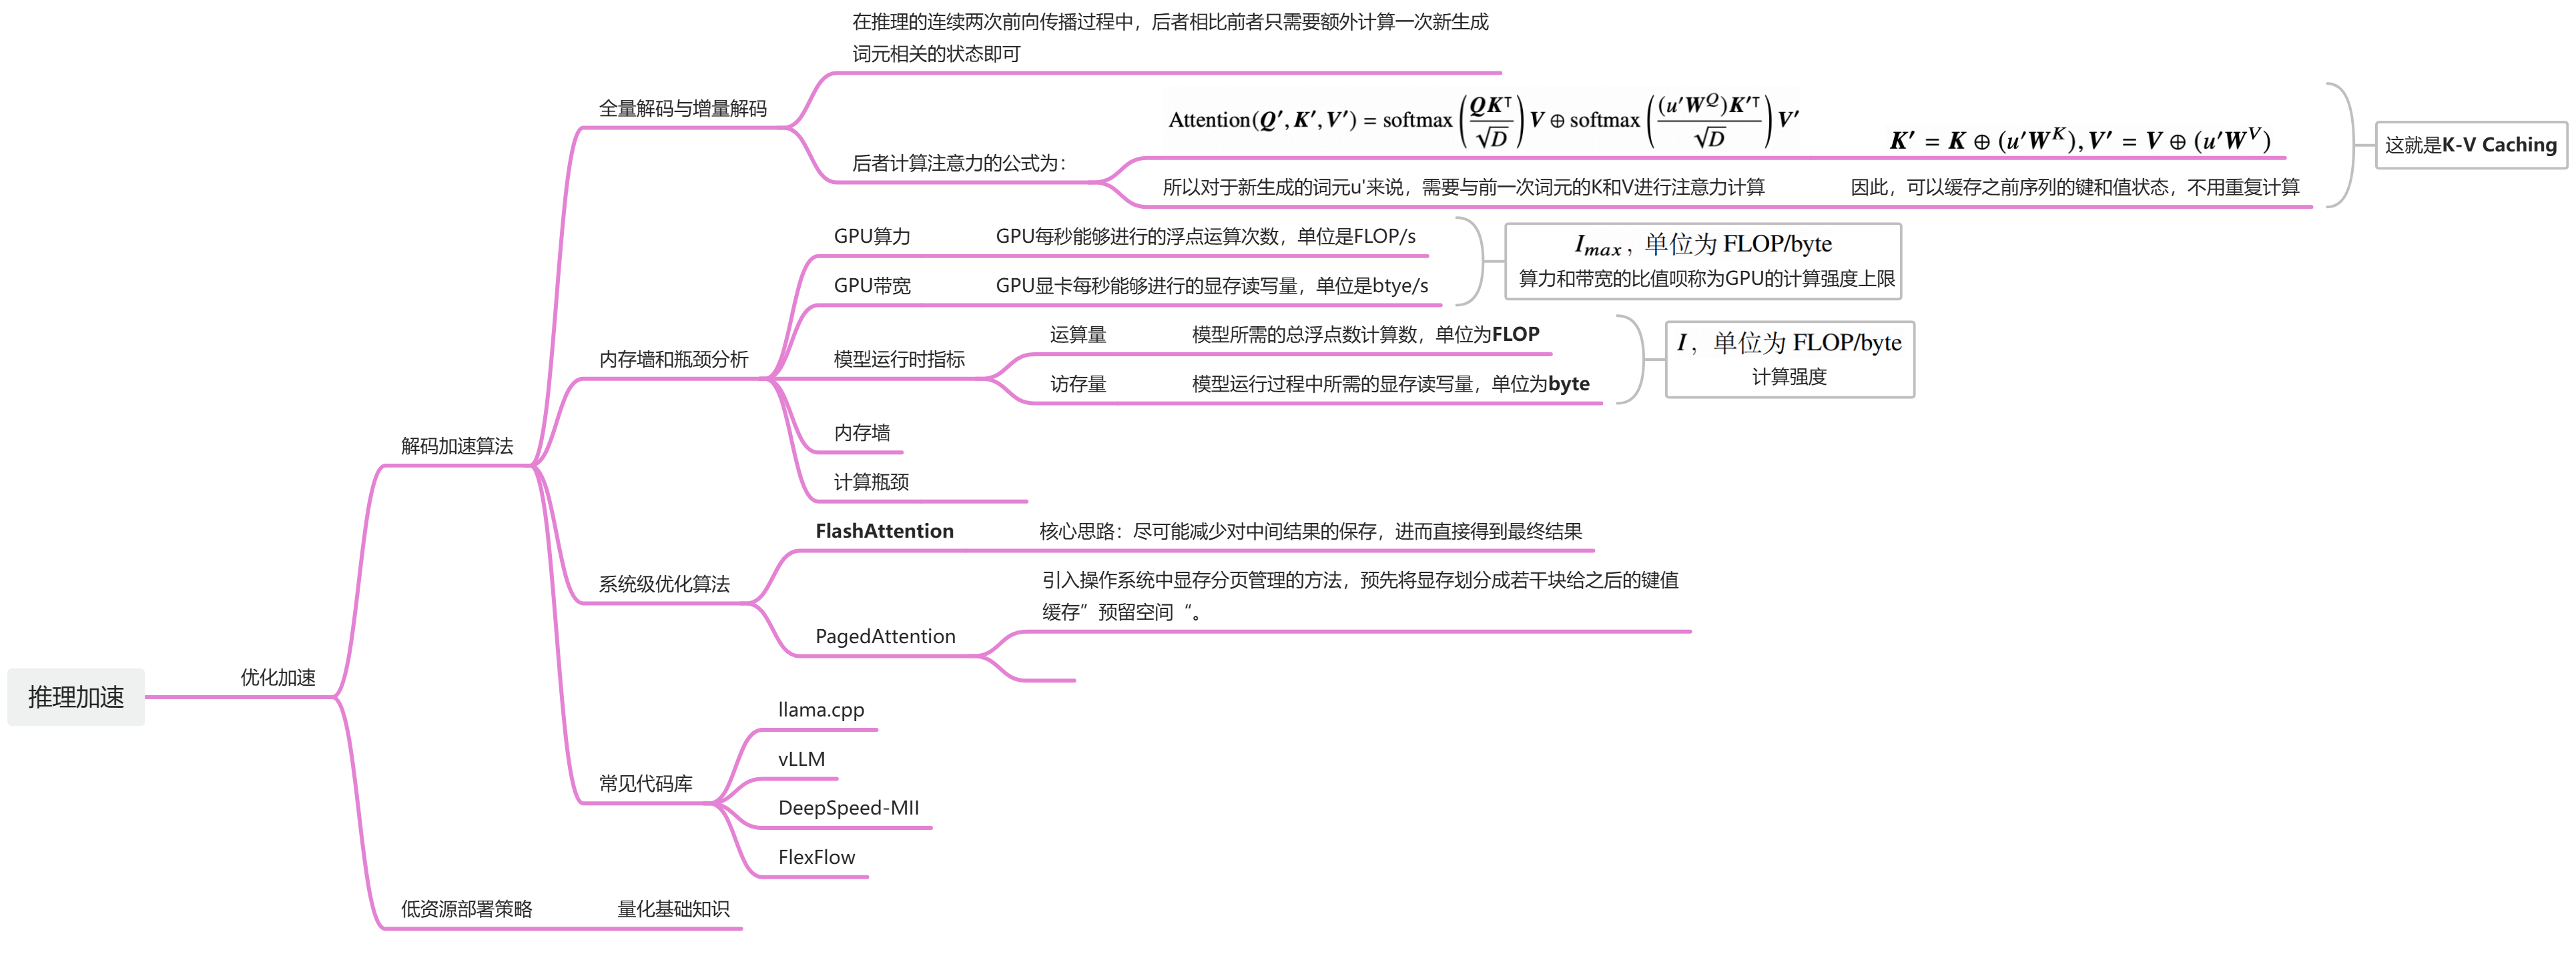 在推理的连续两次前向传播过程中，后者相比前者只需要额外计算一次新生成
词元相关的状态即可
全量解码与增量解码
Attention(Q′, K′, V′) = softmax(QK⊺/√D) V ⊕ softmax((u′W^Q)K′⊺/√D) V′
K′ = K ⊕ (u′W^K), V′ = V ⊕ (u′W^V)
这就是K-V Caching
后者计算注意力的公式为：
所以对于新生成的词元u'来说，需要与前一次词元的K和V进行注意力计算
因此，可以缓存之前序列的键和值状态，不用重复计算
GPU算力
GPU每秒能够进行的浮点运算次数，单位是FLOP/s
I_max，单位为 FLOP/byte
算力和带宽的比值呗称为GPU的计算强度上限
GPU带宽
GPU显卡每秒能够进行的显存读写量，单位是btye/s
运算量
模型所需的总浮点数计算数，单位为FLOP
内存墙和瓶颈分析
模型运行时指标
I，单位为 FLOP/byte
计算强度
访存量
模型运行过程中所需的显存读写量，单位为byte
内存墙
解码加速算法
计算瓶颈
FlashAttention
核心思路：尽可能减少对中间结果的保存，进而直接得到最终结果
系统级优化算法
引入操作系统中显存分页管理的方法，预先将显存划分成若干块给之后的键值
缓存”预留空间“。
PagedAttention
推理加速
优化加速
llama.cpp
vLLM
常见代码库
DeepSpeed-MII
FlexFlow
低资源部署策略
量化基础知识